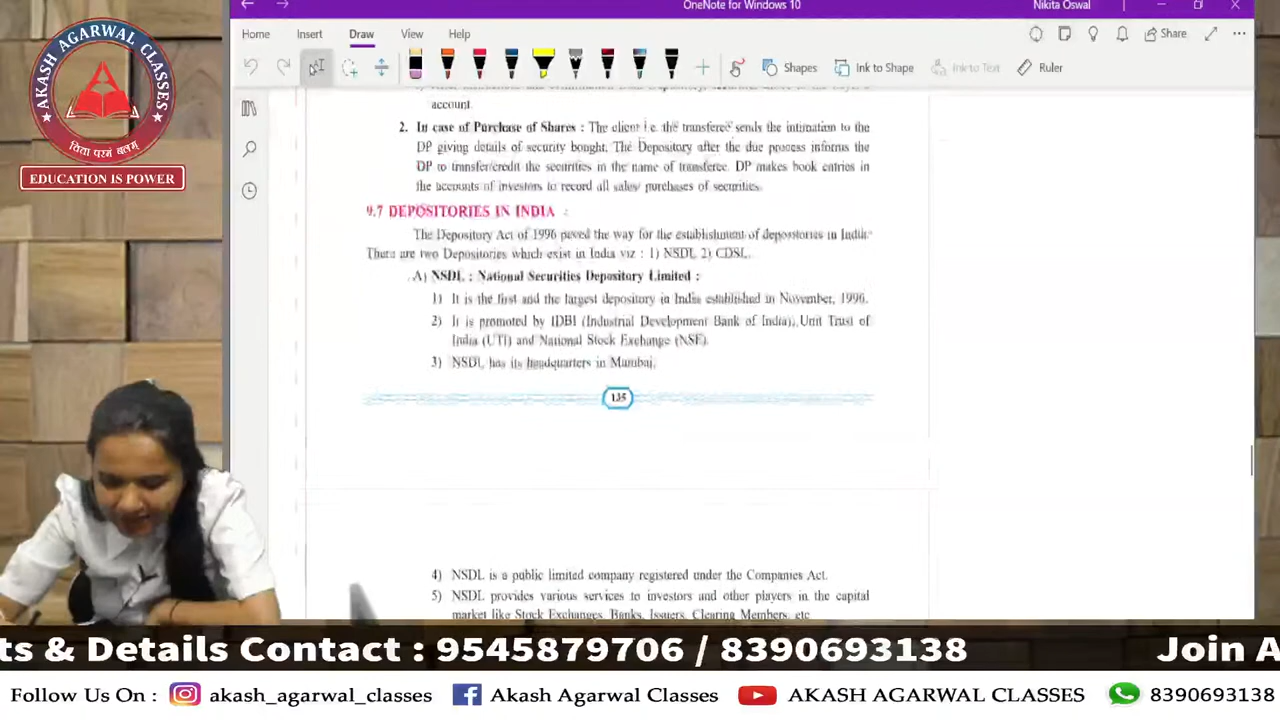 OneNote for Windows 10
Nikita Oswal
Home Insert Draw View Help
Share
Shapes Ink to Shape Ink to Text Ruler
AKASH AGARWAL CLASSES
विद्या परमं बलम्
EDUCATION IS POWER
account.
2. In case of Purchase of Shares : The client i.e. the transferee sends the intimation to the
DP giving details of security bought. The Depository after the due process informs the
DP to transfer/credit the securities in the name of transferee. DP makes book entries in
the accounts of investors to record all sales/ purchases of securities.
9.7 DEPOSITORIES IN INDIA :
The Depository Act of 1996 paved the way for the establishment of depositories in India.
There are two Depositories which exist in India viz : 1) NSDL 2) CDSL.
A) NSDL : National Securities Depository Limited :
1) It is the first and the largest depository in India established in November, 1996.
2) It is promoted by IDBI (Industrial Development Bank of India), Unit Trust of
India (UTI) and National Stock Exchange (NSE).
3) NSDL has its headquarters in Mumbai.
135
4) NSDL is a public limited company registered under the Companies Act.
5) NSDL provides various services to investors and other players in the capital
market like Stock Exchanges, Banks, Issuers, Clearing Members, etc
ts & Details Contact : 9545879706 / 8390693138 Join A
Follow Us On : akash_agarwal_classes Akash Agarwal Classes AKASH AGARWAL CLASSES 8390693138